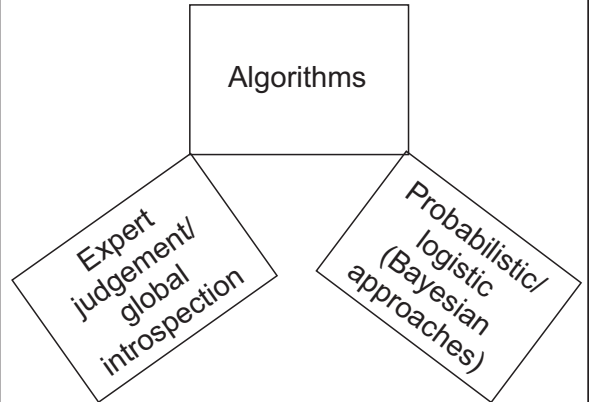 Algorithms
Expert
judgement/
global
introspection
Probabilistic/
logistic
(Bayesian
approaches)